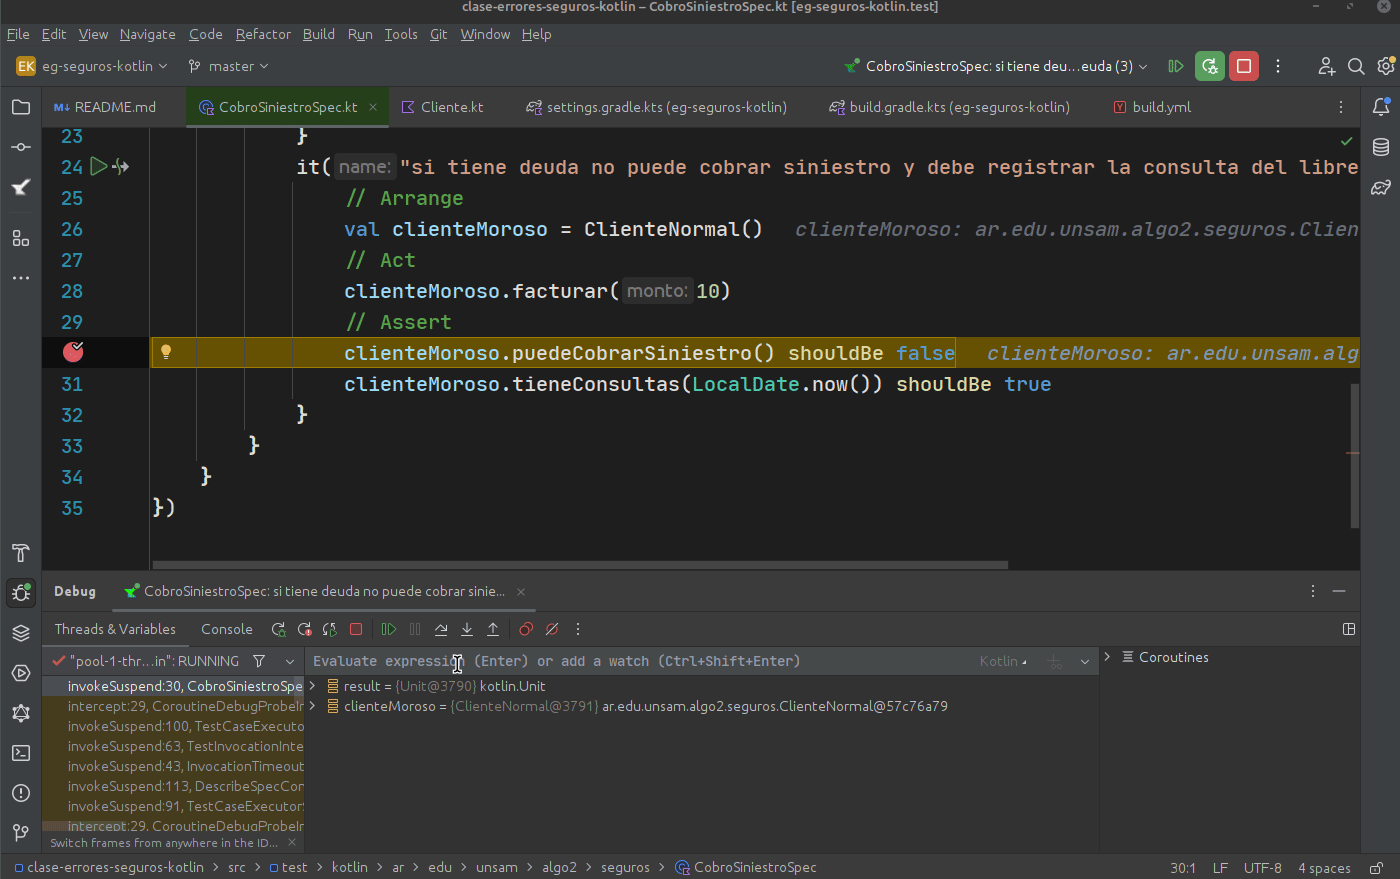 clase-errores-seguros-kotlin – CobroSiniestroSpec.kt [eg-seguros-kotlin.test]
File Edit View Navigate Code Refactor Build Run Tools Git Window Help
EK eg-seguros-kotlin master CobroSiniestroSpec: si tiene deu...euda (3)
README.md CobroSiniestroSpec.kt Cliente.kt settings.gradle.kts (eg-seguros-kotlin) build.gradle.kts (eg-seguros-kotlin) build.yml
23 }
24 it( name: "si tiene deuda no puede cobrar siniestro y debe registrar la consulta del libre
25 // Arrange
26 val clienteMoroso = ClienteNormal() clienteMoroso: ar.edu.unsam.algo2.seguros.Clien
27 // Act
28 clienteMoroso.facturar( monto: 10)
29 // Assert
clienteMoroso.puedeCobrarSiniestro() shouldBe false clienteMoroso: ar.edu.unsam.alg
31 clienteMoroso.tieneConsultas(LocalDate.now()) shouldBe true
32 }
33 }
34 }
35 })
Debug CobroSiniestroSpec: si tiene deuda no puede cobrar sinie...
Threads & Variables Console
"pool-1-thr...in": RUNNING Evaluate expression (Enter) or add a watch (Ctrl+Shift+Enter) Kotlin Coroutines
invokeSuspend:30, CobroSiniestroSpe result = {Unit@3790} kotlin.Unit
intercept:29, CoroutineDebugProbeIn clienteMoroso = {ClienteNormal@3791} ar.edu.unsam.algo2.seguros.ClienteNormal@57c76a79
invokeSuspend:100, TestCaseExecuto
invokeSuspend:63, TestInvocationInte
invokeSuspend:43, InvocationTimeout
invokeSuspend:113, DescribeSpecCon
invokeSuspend:91, TestCaseExecutor
intercept:29, CoroutineDebugProbeIn
Switch frames from anywhere in the ID...
clase-errores-seguros-kotlin > src > test > kotlin > ar > edu > unsam > algo2 > seguros > CobroSiniestroSpec 30:1 LF UTF-8 4 spaces